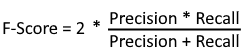 F-Score = 2 * Precision * Recall
Precision + Recall